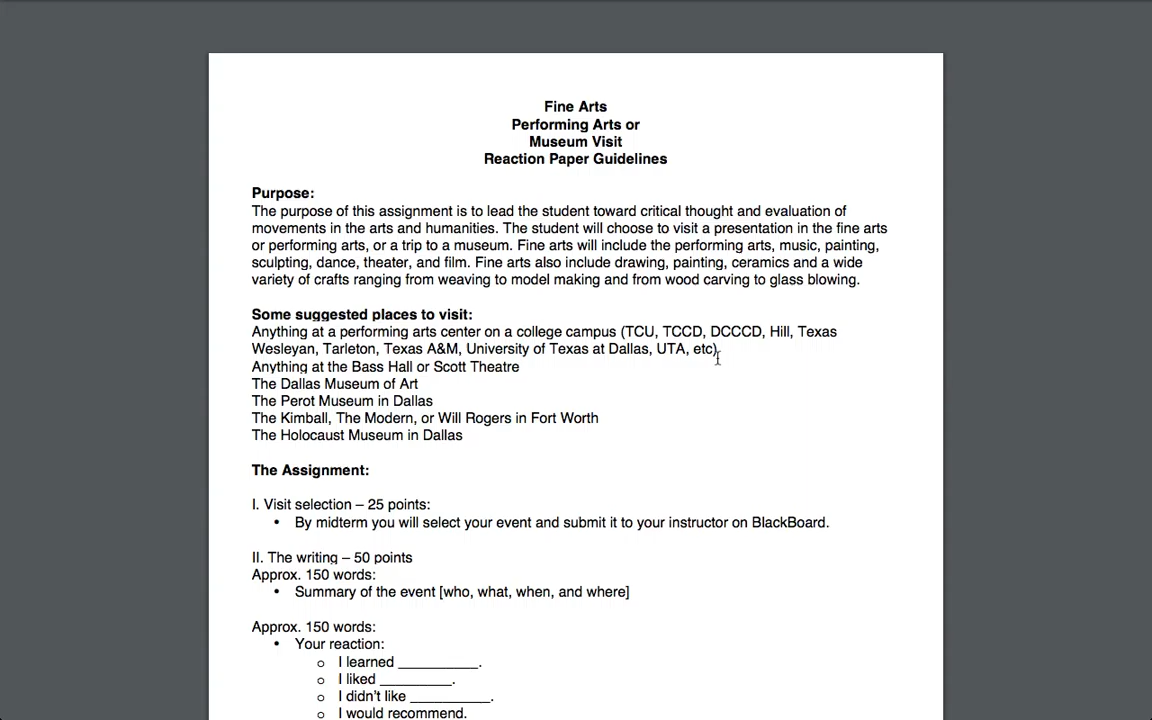 Fine Arts
Performing Arts or
Museum Visit
Reaction Paper Guidelines
Purpose:
The purpose of this assignment is to lead the student toward critical thought and evaluation of
movements in the arts and humanities. The student will choose to visit a presentation in the fine arts
or performing arts, or a trip to a museum. Fine arts will include the performing arts, music, painting,
sculpting, dance, theater, and film. Fine arts also include drawing, painting, ceramics and a wide
variety of crafts ranging from weaving to model making and from wood carving to glass blowing.
Some suggested places to visit:
Anything at a performing arts center on a college campus (TCU, TCCD, DCCCD, Hill, Texas
Wesleyan, Tarleton, Texas A&M, University of Texas at Dallas, UTA, etc)
Anything at the Bass Hall or Scott Theatre
The Dallas Museum of Art
The Perot Museum in Dallas
The Kimball, The Modern, or Will Rogers in Fort Worth
The Holocaust Museum in Dallas
The Assignment:
I. Visit selection – 25 points:
• By midterm you will select your event and submit it to your instructor on BlackBoard.
II. The writing – 50 points
Approx. 150 words:
• Summary of the event [who, what, when, and where]
Approx. 150 words:
• Your reaction:
o I learned __________.
o I liked _________.
o I didn't like __________.
o I would recommend.